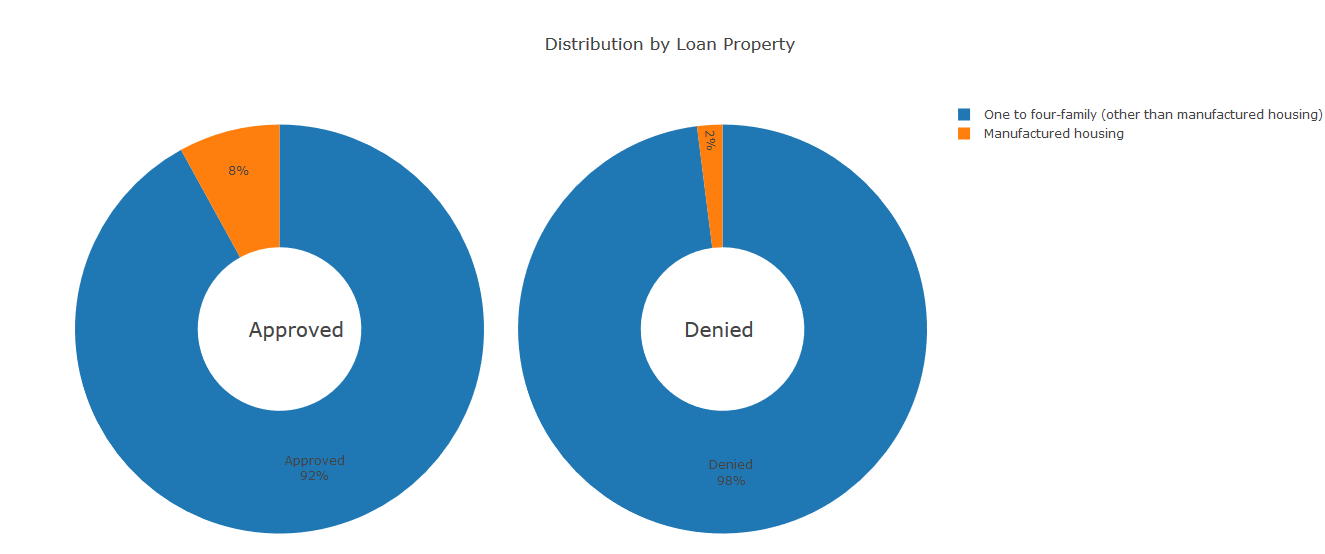 Distribution by Loan Property
One to four-family (other than manufactured housing)
Manufactured housing
8%
2%
Approved
Denied
Approved
92%
Denied
98%